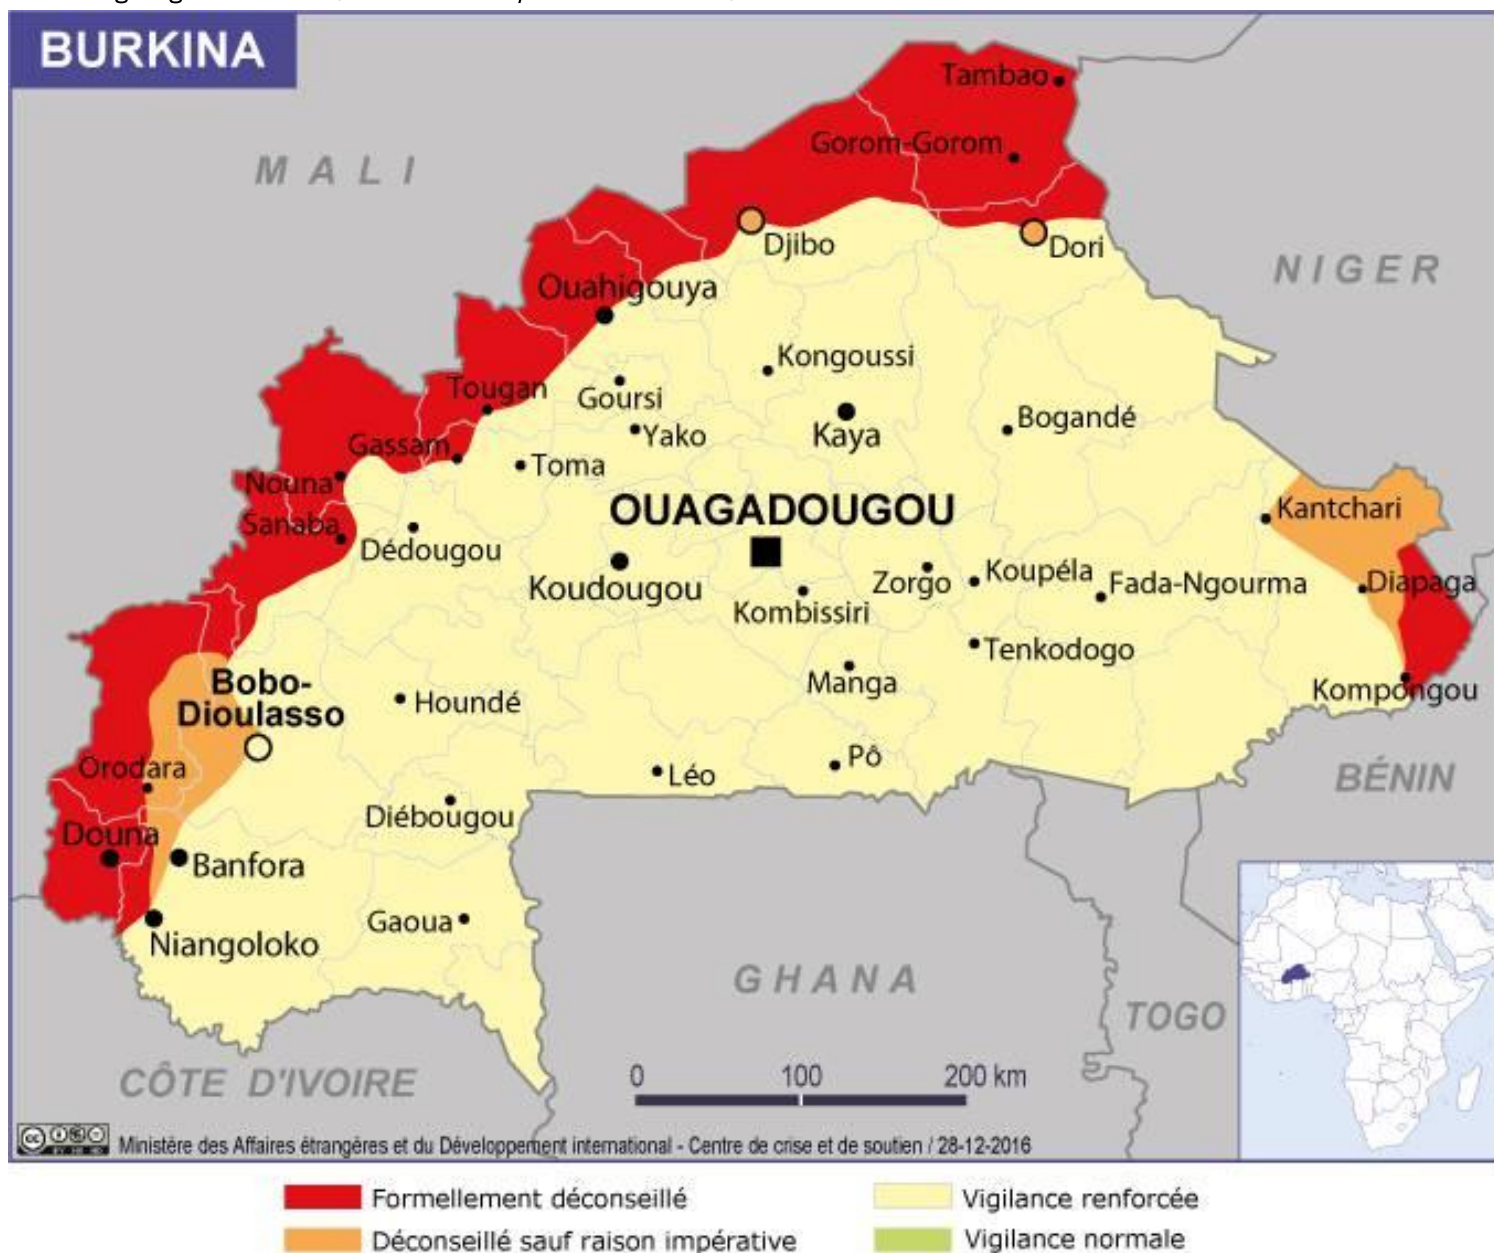 BURKINA
Tambao
MALI
Gorom-Gorom
Djibo
Dori
NIGER
Ouahigouya
Kongoussi
Tougan
Goursi
Bogandé
Yako
Kaya
Gassam
Toma
Nouna
OUAGADOUGOU
Kantchari
Sanaba
Dédougou
Koudougou
Zorgo
Koupéla
Fada-Ngourma
Diapaga
Kombissiri
Tenkodogo
Bobo-
Dioulasso
Houndé
Manga
Kompongou
Orodara
Léo
Pô
BÉNIN
Diébougou
Douna
Banfora
Gaoua
Niangoloko
GHANA
TOGO
CÔTE D'IVOIRE
0 100 200 km
cc
Ministère des Affaires étrangères et du Développement international - Centre de crise et de soutien / 28-12-2016
Formellement déconseillé
Vigilance renforcée
Déconseillé sauf raison impérative
Vigilance normale